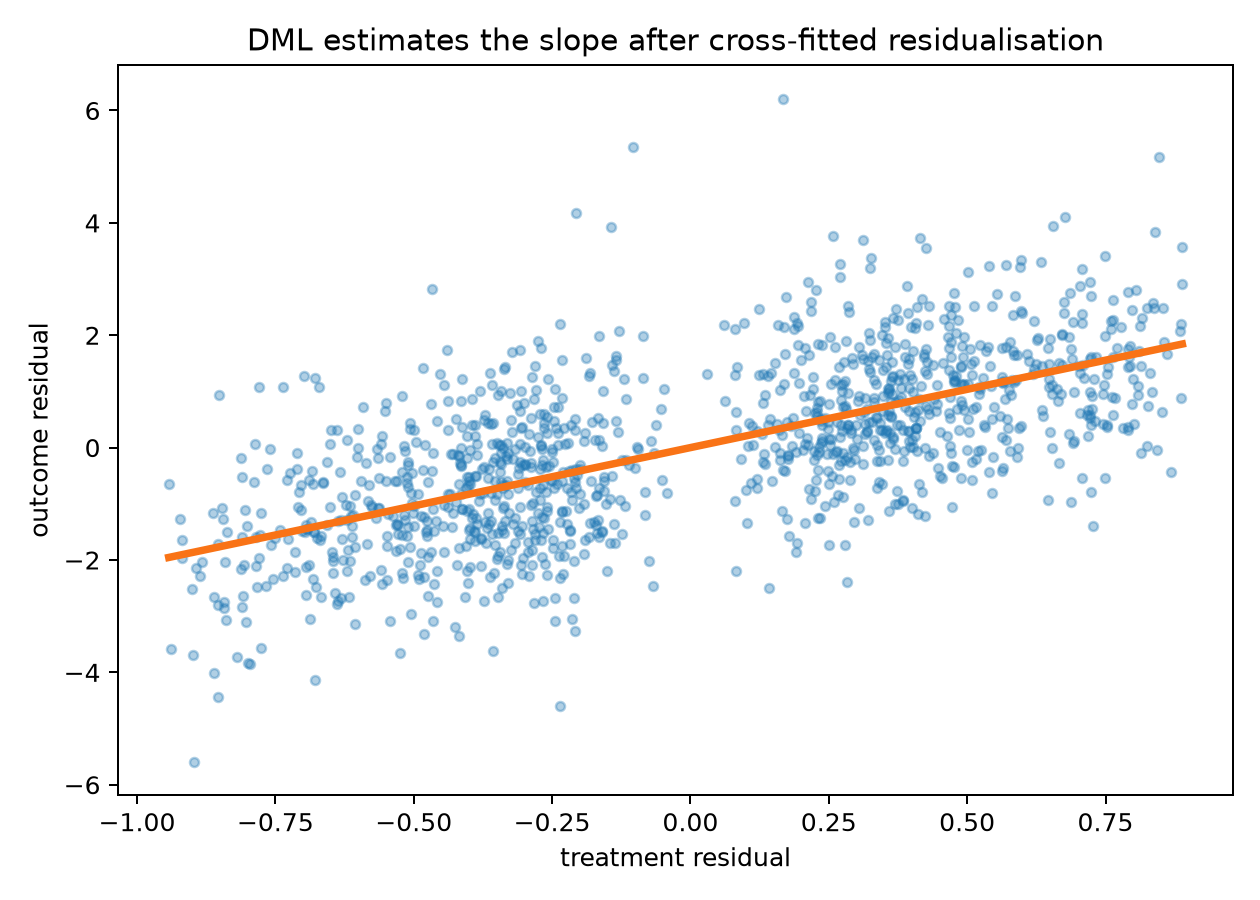 DML estimates the slope after cross-fitted residualisation
6
4
2
0
−2
−4
−6
outcome residual
−1.00 −0.75 −0.50 −0.25 0.00 0.25 0.50 0.75
treatment residual